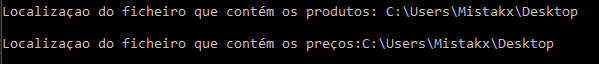 Localizaçao do ficheiro que contém os produtos: C:\Users\Mistakx\Desktop
Localizaçao do ficheiro que contém os preços:C:\Users\Mistakx\Desktop